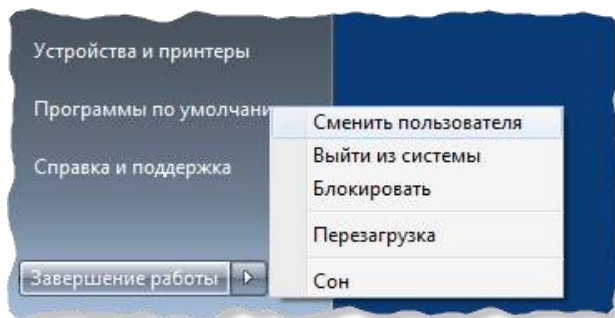 Устройства и принтеры
Программы по умолчани
Справка и поддержка
Завершение работы
Сменить пользователя
Выйти из системы
Блокировать
Перезагрузка
Сон